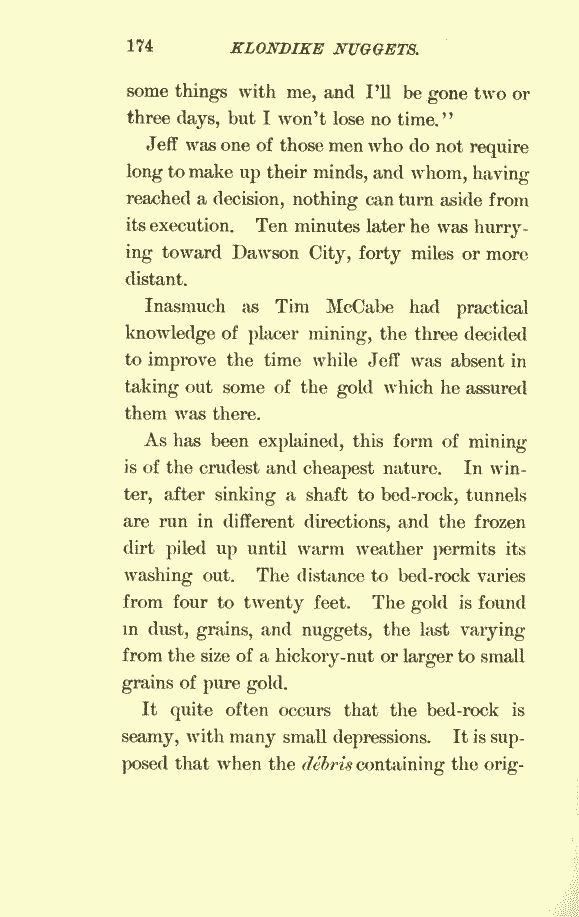 174 KLONDIKE NUGGETS.
some things with me, and I'll be gone two or
three days, but I won't lose no time."
Jeff was one of those men who do not require
long to make up their minds, and whom, having
reached a decision, nothing can turn aside from
its execution. Ten minutes later he was hurry-
ing toward Dawson City, forty miles or more
distant.
Inasmuch as Tim McCabe had practical
knowledge of placer mining, the three decided
to improve the time while Jeff was absent in
taking out some of the gold which he assured
them was there.
As has been explained, this form of mining
is of the crudest and cheapest nature. In win-
ter, after sinking a shaft to bed-rock, tunnels
are run in different directions, and the frozen
dirt piled up until warm weather permits its
washing out. The distance to bed-rock varies
from four to twenty feet. The gold is found
in dust, grains, and nuggets, the last varying
from the size of a hickory-nut or larger to small
grains of pure gold.
It quite often occurs that the bed-rock is
seamy, with many small depressions. It is sup-
posed that when the débris containing the orig-